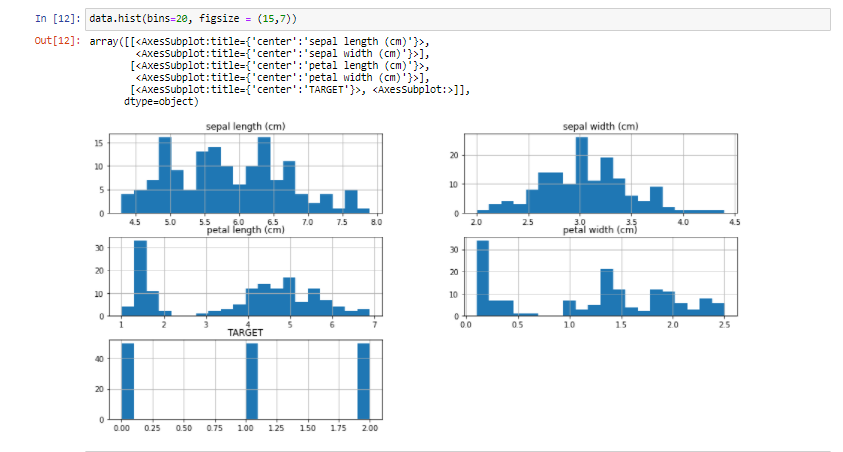 In [12]: data.hist(bins=20, figsize = (15,7))
Out[12]: array([[<AxesSubplot:title={'center':'sepal length (cm)'}>,
<AxesSubplot:title={'center':'sepal width (cm)'}>],
[<AxesSubplot:title={'center':'petal length (cm)'}>,
<AxesSubplot:title={'center':'petal width (cm)'}>],
[<AxesSubplot:title={'center':'TARGET'}>, <AxesSubplot:>]],
dtype=object)
sepal length (cm)
15
10
5
0
4.5 5.0 5.5 6.0 6.5 7.0 7.5 8.0
sepal width (cm)
20
10
0
2.0 2.5 3.0 3.5 4.0 4.5
petal length (cm)
30
20
10
0
1 2 3 4 5 6 7
petal width (cm)
30
20
10
0
0.0 0.5 1.0 1.5 2.0 2.5
TARGET
40
20
0
0.00 0.25 0.50 0.75 1.00 1.25 1.50 1.75 2.00